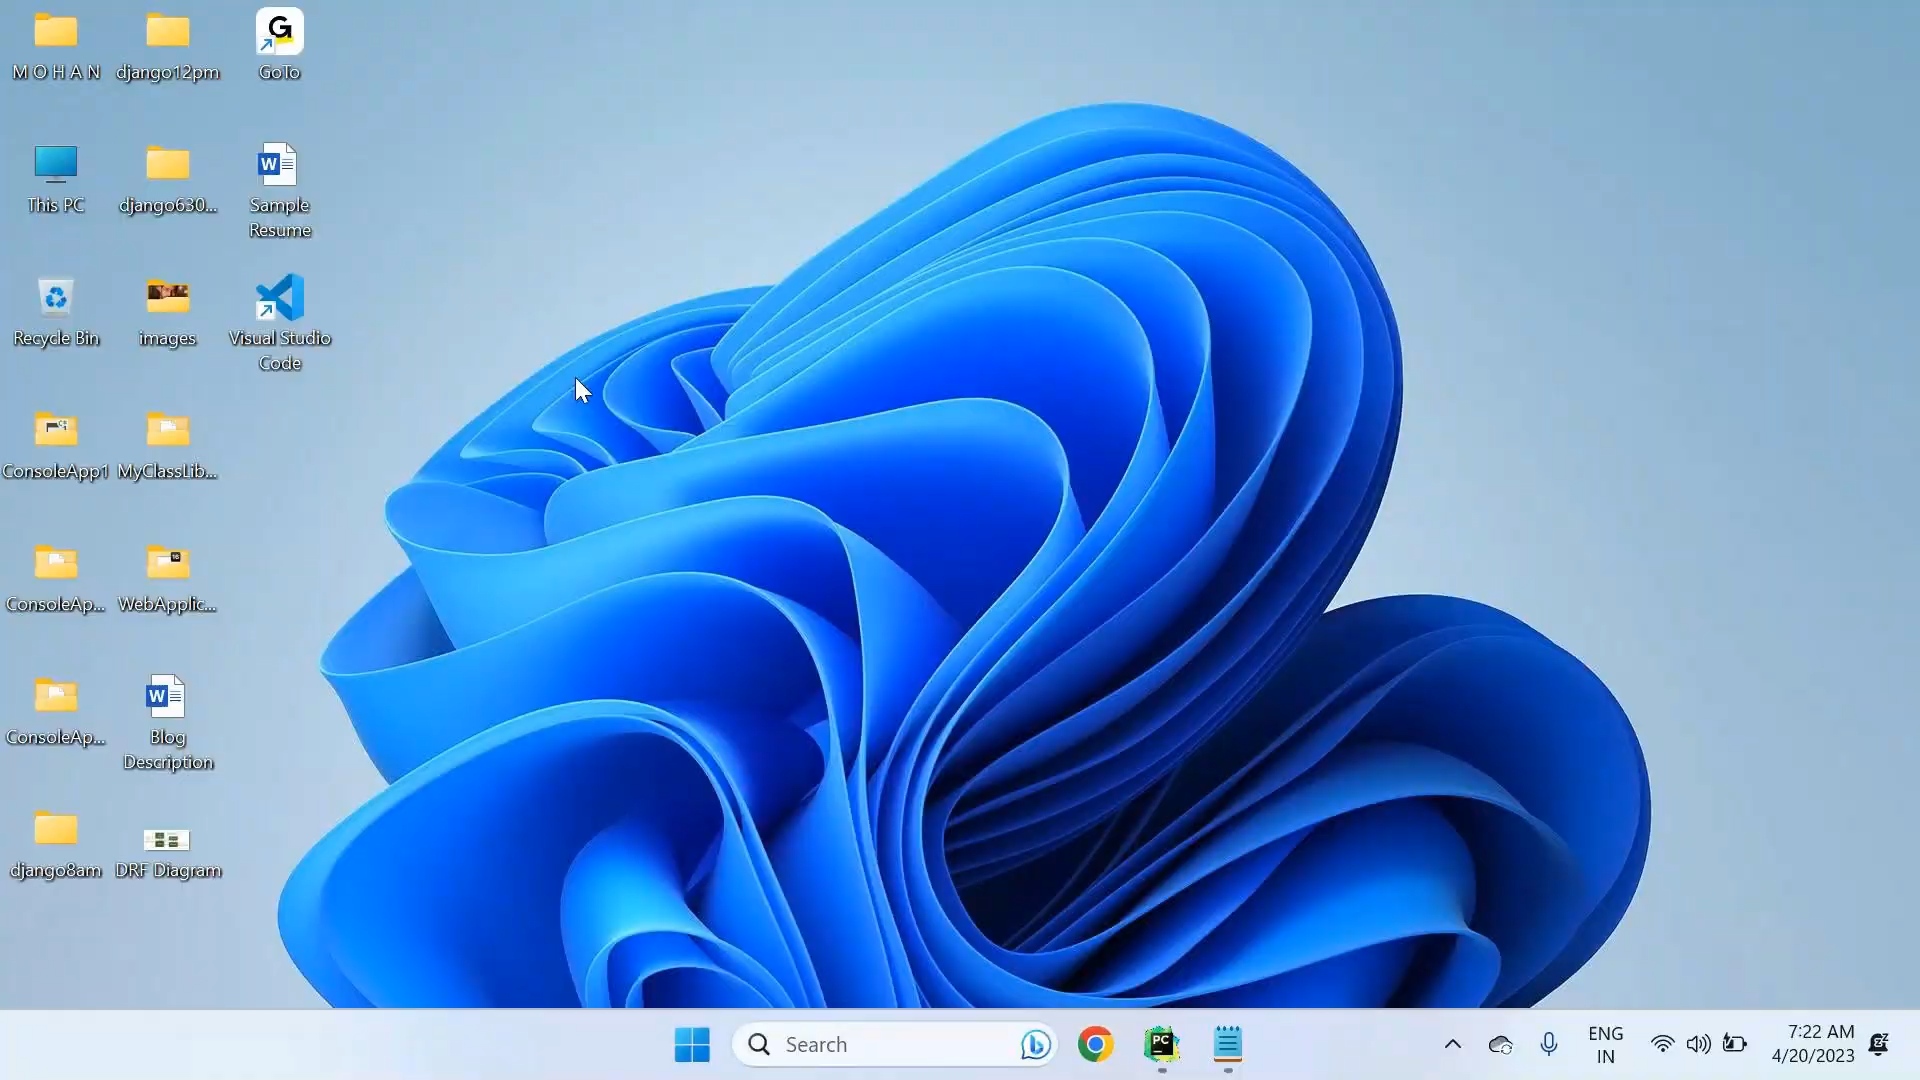 M O H A N
django12pm
GoTo
This PC
django630...
Sample
Resume
Recycle Bin
images
Visual Studio
Code
ConsoleApp1
MyClassLib...
ConsoleAp...
WebApplic...
ConsoleAp...
Blog
Description
django8am
DRF Diagram
Search
ENG
IN
7:22 AM
4/20/2023